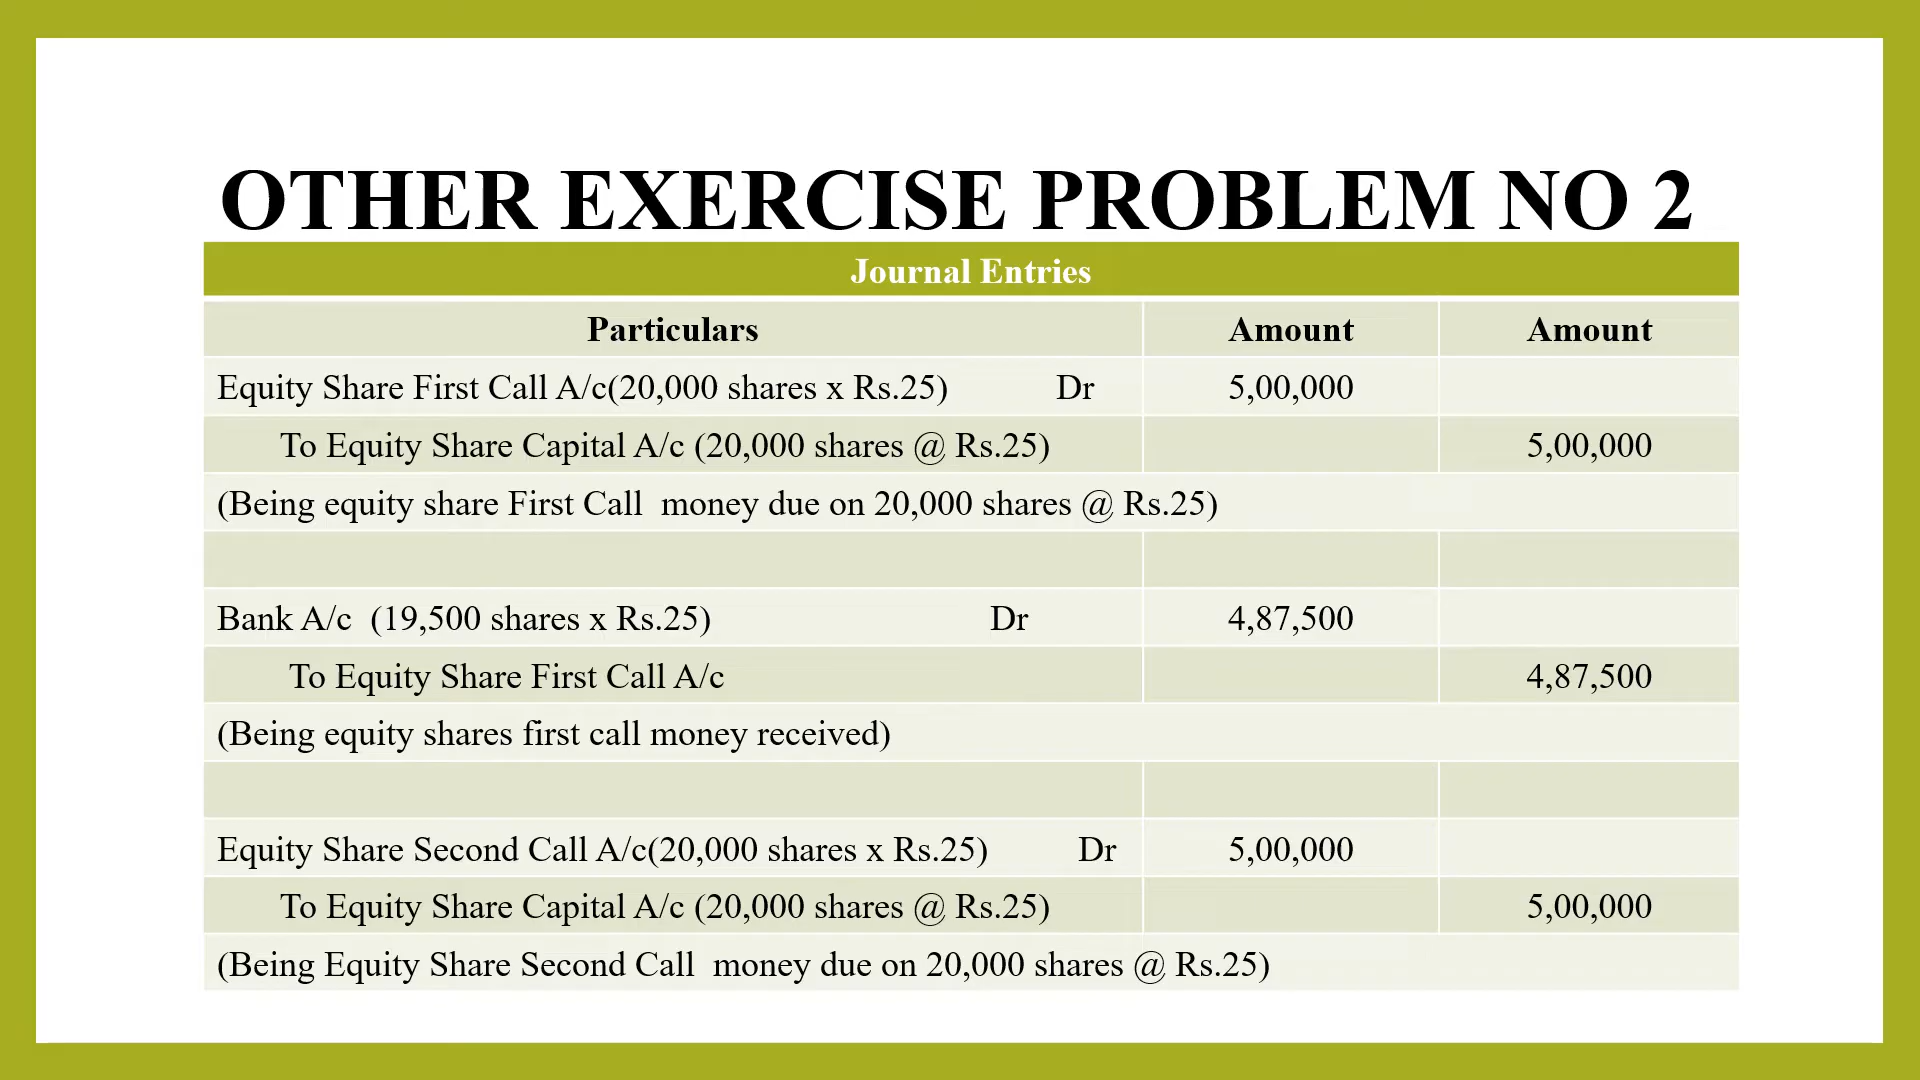 OTHER EXERCISE PROBLEM NO 2
Journal Entries
Particulars Amount Amount
Equity Share First Call A/c(20,000 shares x Rs.25) Dr 5,00,000
To Equity Share Capital A/c (20,000 shares @ Rs.25) 5,00,000
(Being equity share First Call money due on 20,000 shares @ Rs.25)
Bank A/c (19,500 shares x Rs.25) Dr 4,87,500
To Equity Share First Call A/c 4,87,500
(Being equity shares first call money received)
Equity Share Second Call A/c(20,000 shares x Rs.25) Dr 5,00,000
To Equity Share Capital A/c (20,000 shares @ Rs.25) 5,00,000
(Being Equity Share Second Call money due on 20,000 shares @ Rs.25)